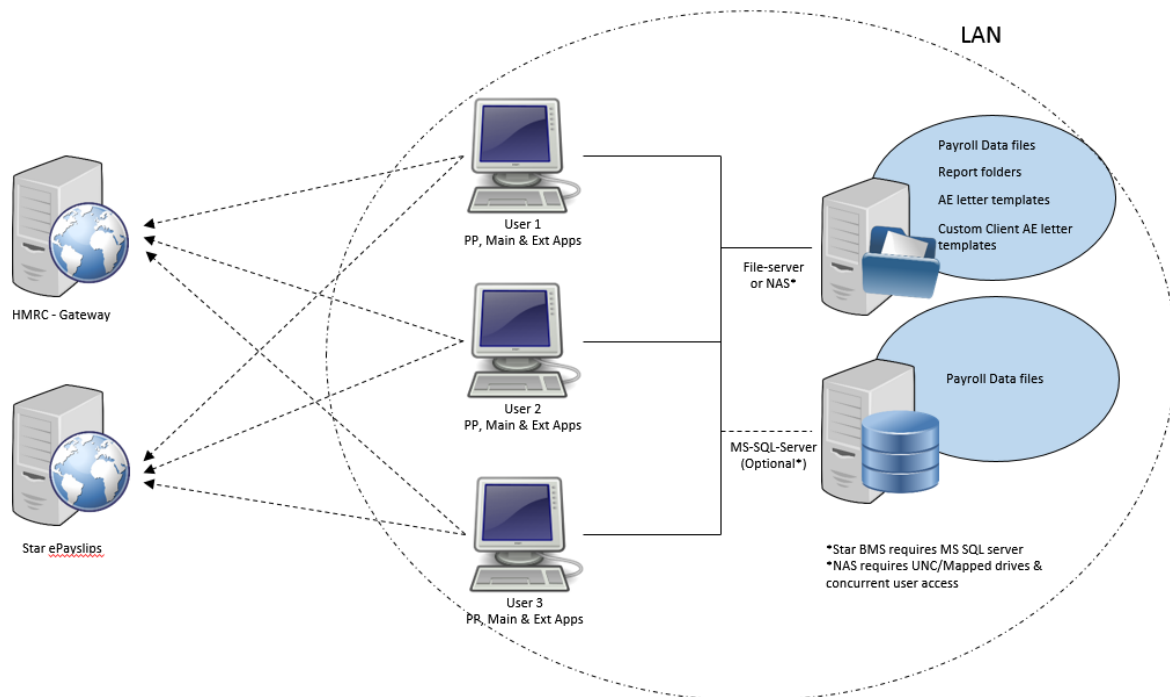 LAN
HMRC - Gateway
Star ePayslips
User 1
PP, Main & Ext Apps
User 2
PP, Main & Ext Apps
User 3
PP, Main & Ext Apps
File-server
or NAS*
MS-SQL-Server
(Optional*)
Payroll Data files
Report folders
AE letter templates
Custom Client AE letter
templates
Payroll Data files
*Star BMS requires MS SQL server
*NAS requires UNC/Mapped drives &
concurrent user access